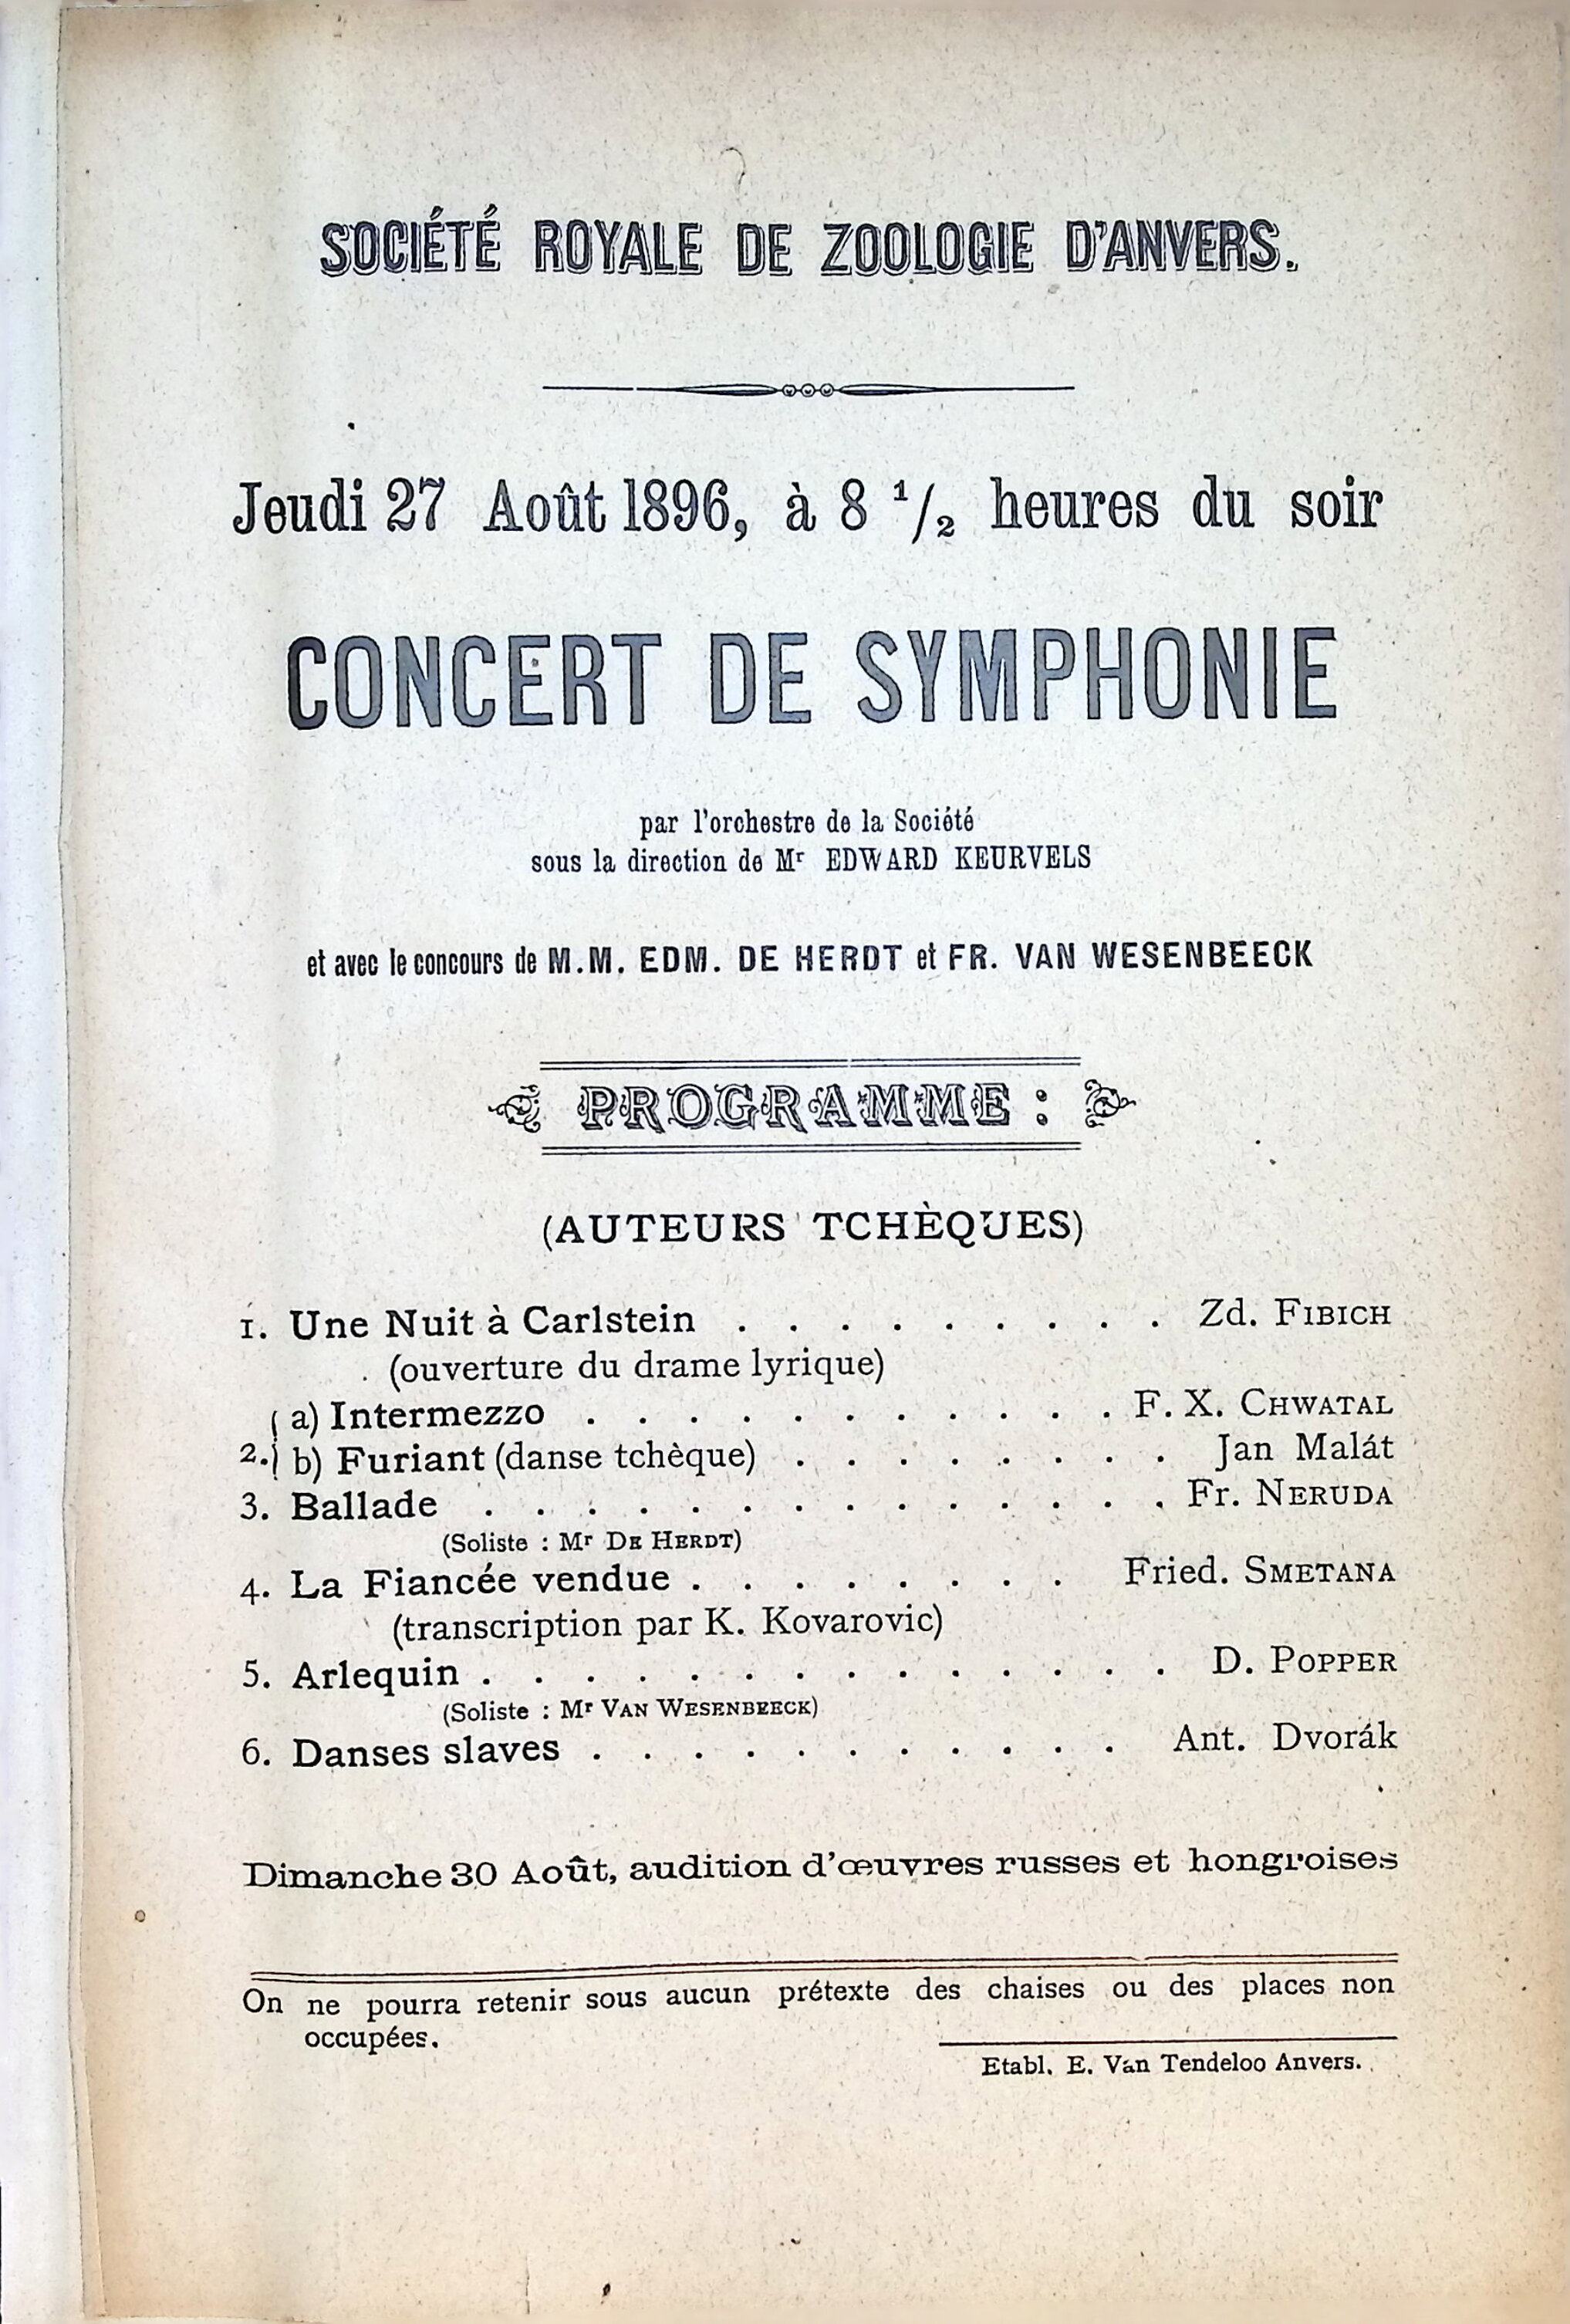 SOCIÉTÉ ROYALE DE ZOOLOGIE D'ANVERS.
Jeudi 27 Août 1896, à 8 1/2 heures du soir
CONCERT DE SYMPHONIE
par l'orchestre de la Société
sous la direction de Mr EDWARD KEURVELS
et avec le concours de M.M. EDM. DE HERDT et FR. VAN WESENBEECK
PROGRAMME :
(AUTEURS TCHÈQUES)
1. Une Nuit à Carlstein . . . . . . . . . Zd. FIBICH
(ouverture du drame lyrique)
a) Intermezzo . . . . . . . . . . . F. X. CHWATAL
2. b) Furiant (danse tchèque) . . . . . . . . Jan Malát
3. Ballade . . . . . . . . . . . . . . Fr. NERUDA
(Soliste : Mr DE HERDT)
4. La Fiancée vendue . . . . . . . . Fried. SMETANA
(transcription par K. Kovarovic)
5. Arlequin . . . . . . . . . . . . . . D. POPPER
(Soliste : Mr VAN WESENBEECK)
6. Danses slaves . . . . . . . . . . . Ant. Dvorák
Dimanche 30 Août, audition d'œuvres russes et hongroises
On ne pourra retenir sous aucun prétexte des chaises ou des places non
occupées.
Etabl. E. Van Tendeloo Anvers.